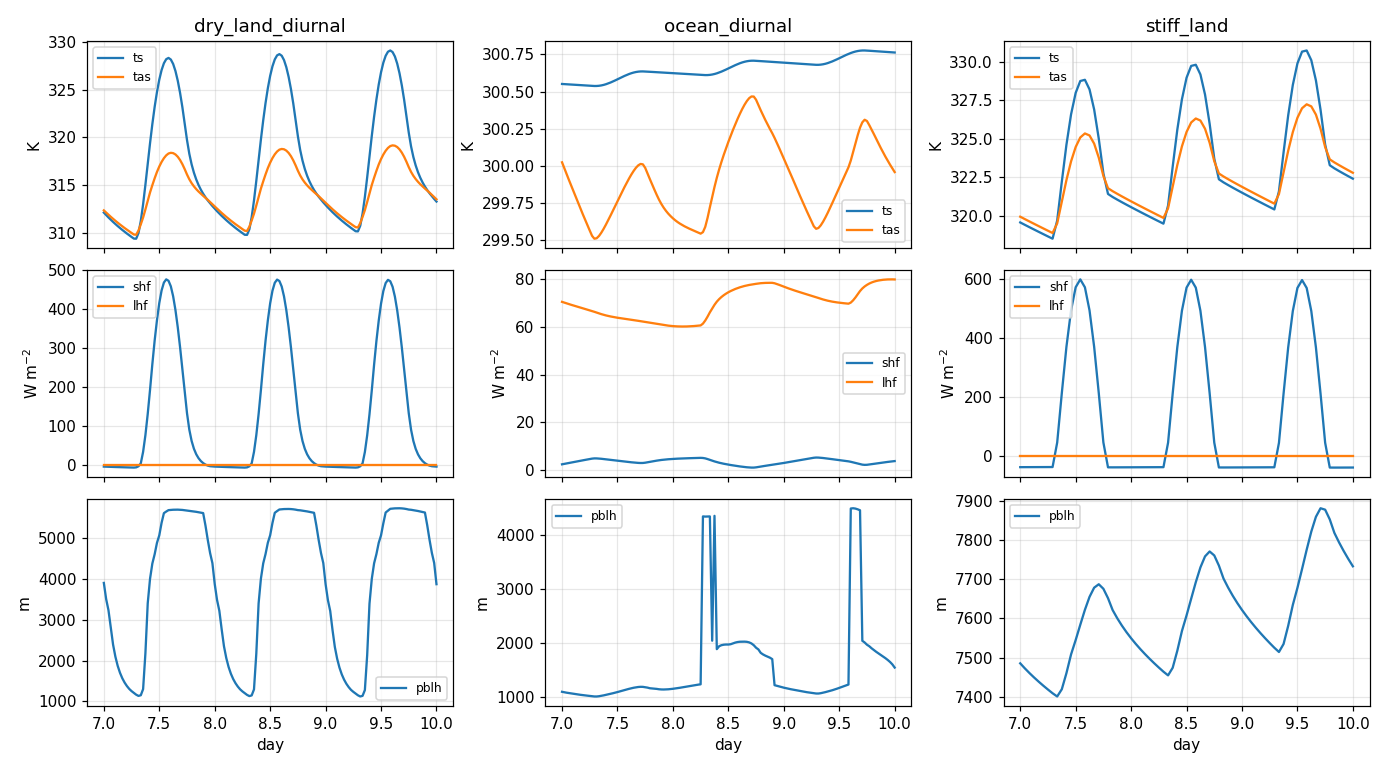 dry_land_diurnal
ocean_diurnal
stiff_land
330
325
320
315
310
K
ts
tas
300.75
300.50
300.25
300.00
299.75
299.50
K
ts
tas
330.0
327.5
325.0
322.5
320.0
K
ts
tas
500
400
300
200
100
0
W m⁻²
shf
lhf
80
60
40
20
0
W m⁻²
shf
lhf
600
400
200
0
W m⁻²
shf
lhf
5000
4000
3000
2000
1000
m
pblh
7.0 7.5 8.0 8.5 9.0 9.5 10.0
day
4000
3000
2000
1000
m
pblh
7.0 7.5 8.0 8.5 9.0 9.5 10.0
day
7900
7800
7700
7600
7500
7400
m
pblh
7.0 7.5 8.0 8.5 9.0 9.5 10.0
day